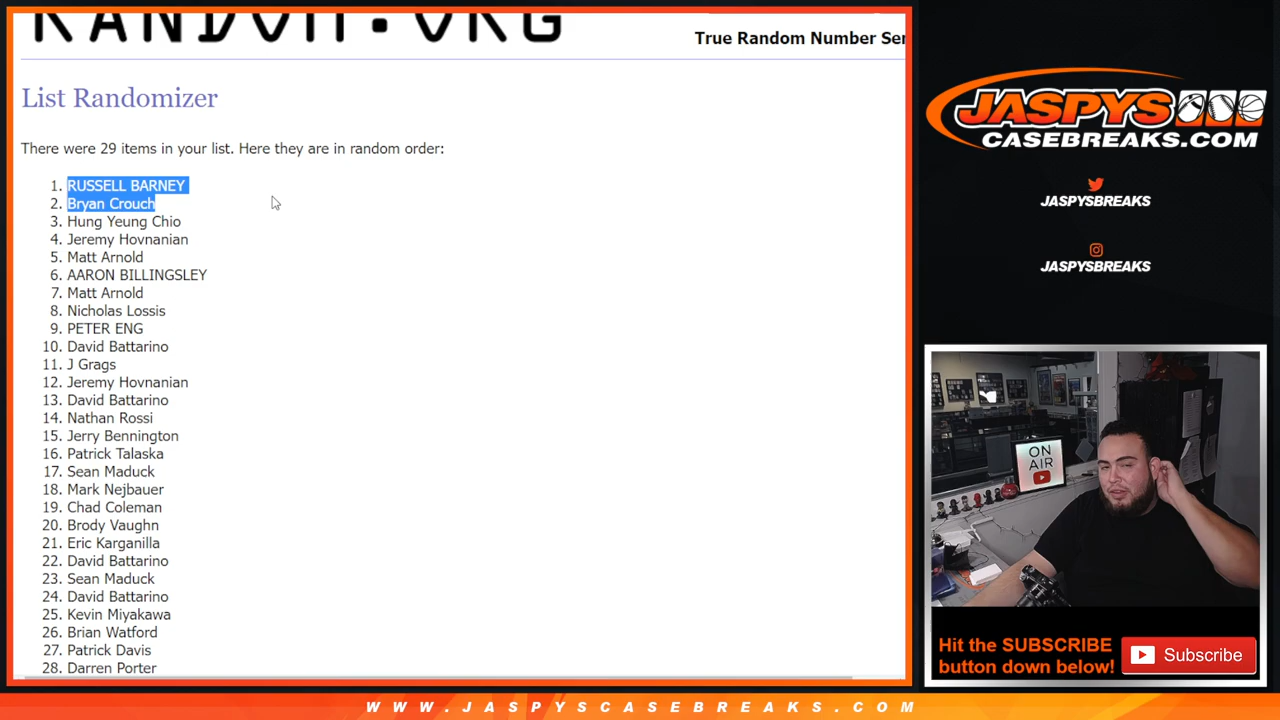 RANDOM.ORG
True Random Number Ser
List Randomizer
There were 29 items in your list. Here they are in random order:
1. RUSSELL BARNEY
2. Bryan Crouch
3. Hung Yeung Chio
4. Jeremy Hovnanian
5. Matt Arnold
6. AARON BILLINGSLEY
7. Matt Arnold
8. Nicholas Lossis
9. PETER ENG
10. David Battarino
11. J Grags
12. Jeremy Hovnanian
13. David Battarino
14. Nathan Rossi
15. Jerry Bennington
16. Patrick Talaska
17. Sean Maduck
18. Mark Nejbauer
19. Chad Coleman
20. Brody Vaughn
21. Eric Karganilla
22. David Battarino
23. Sean Maduck
24. David Battarino
25. Kevin Miyakawa
26. Brian Watford
27. Patrick Davis
28. Darren Porter
JASPYS
CASEBREAKS.COM
JASPYSBREAKS
JASPYSBREAKS
ON
AIR
Hit the SUBSCRIBE
button down below!
Subscribe
WWW.JASPYSCASEBREAKS.COM